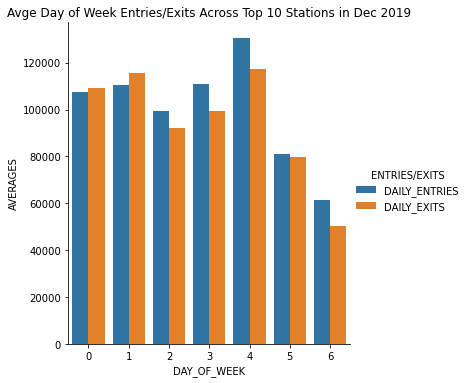 Avge Day of Week Entries/Exits Across Top 10 Stations in Dec 2019
120000
100000
80000
60000
40000
20000
0
AVERAGES
0 1 2 3 4 5 6
DAY_OF_WEEK
ENTRIES/EXITS
DAILY_ENTRIES
DAILY_EXITS